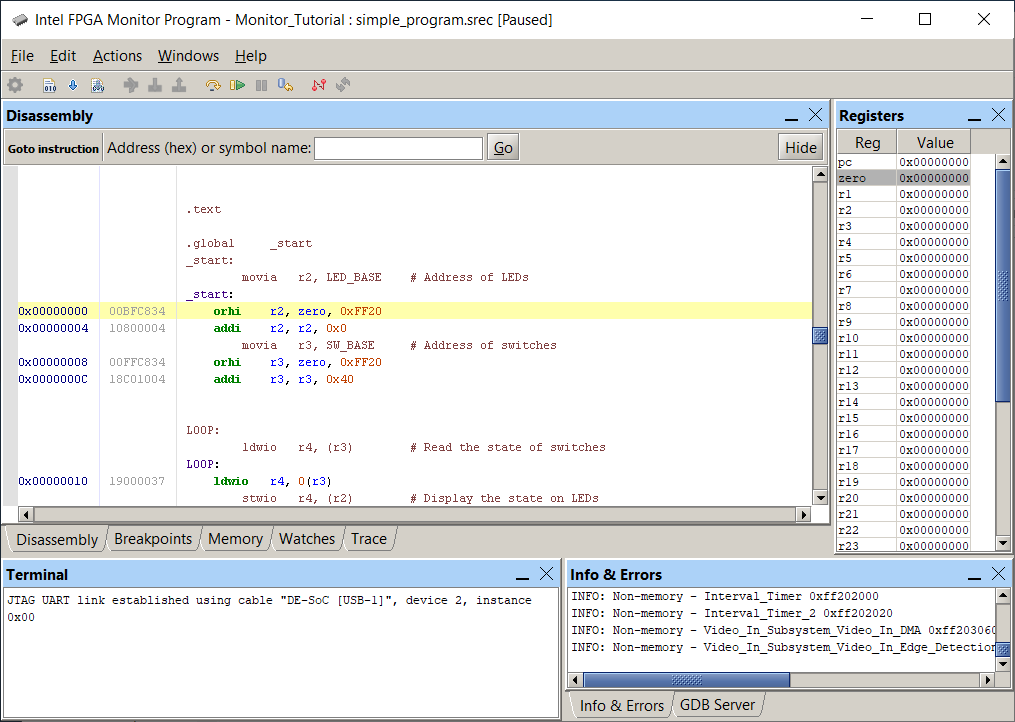 Intel FPGA Monitor Program - Monitor_Tutorial : simple_program.srec [Paused]
File Edit Actions Windows Help
Disassembly
Goto instruction Address (hex) or symbol name: Go Hide
.text
.global _start
_start:
movia r2, LED_BASE # Address of LEDs
_start:
0x00000000 00BFC834 orhi r2, zero, 0xFF20
0x00000004 10800004 addi r2, r2, 0x0
movia r3, SW_BASE # Address of switches
0x00000008 00FFC834 orhi r3, zero, 0xFF20
0x0000000C 18C01004 addi r3, r3, 0x40
LOOP:
ldwio r4, (r3) # Read the state of switches
LOOP:
0x00000010 19000037 ldwio r4, 0(r3)
stwio r4, (r2) # Display the state on LEDs
Disassembly Breakpoints Memory Watches Trace
Registers
Reg Value
pc 0x00000000
zero 0x00000000
r1 0x00000000
r2 0x00000000
r3 0x00000000
r4 0x00000000
r5 0x00000000
r6 0x00000000
r7 0x00000000
r8 0x00000000
r9 0x00000000
r10 0x00000000
r11 0x00000000
r12 0x00000000
r13 0x00000000
r14 0x00000000
r15 0x00000000
r16 0x00000000
r17 0x00000000
r18 0x00000000
r19 0x00000000
r20 0x00000000
r21 0x00000000
r22 0x00000000
r23 0x00000000
Terminal
JTAG UART link established using cable "DE-SoC [USB-1]", device 2, instance
0x00
Info & Errors
INFO: Non-memory - Interval_Timer 0xff202000
INFO: Non-memory - Interval_Timer_2 0xff202020
INFO: Non-memory - Video_In_Subsystem_Video_In_DMA 0xff203060
INFO: Non-memory - Video_In_Subsystem_Video_In_Edge_Detection
Info & Errors GDB Server